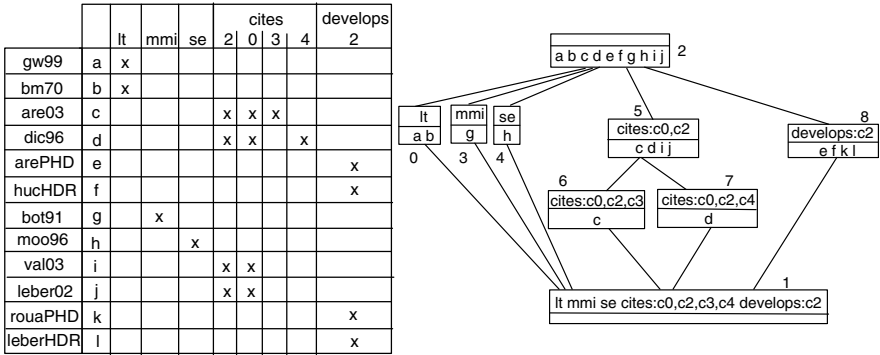 cites develops
lt mmi se 2 0 3 4 2
gw99 a x
bm70 b x
are03 c x x x
dic96 d x x x
arePHD e x
hucHDR f x
bot91 g x
moo96 h x
val03 i x x
leber02 j x x
rouaPHD k x
leberHDR l x
a b c d e f g h i j 2
lt
a b
0
mmi
g
3
se
h
4
5
cites:c0,c2
c d i j
8
develops:c2
e f k l
6
cites:c0,c2,c3
c
7
cites:c0,c2,c4
d
1
lt mmi se cites:c0,c2,c3,c4 develops:c2